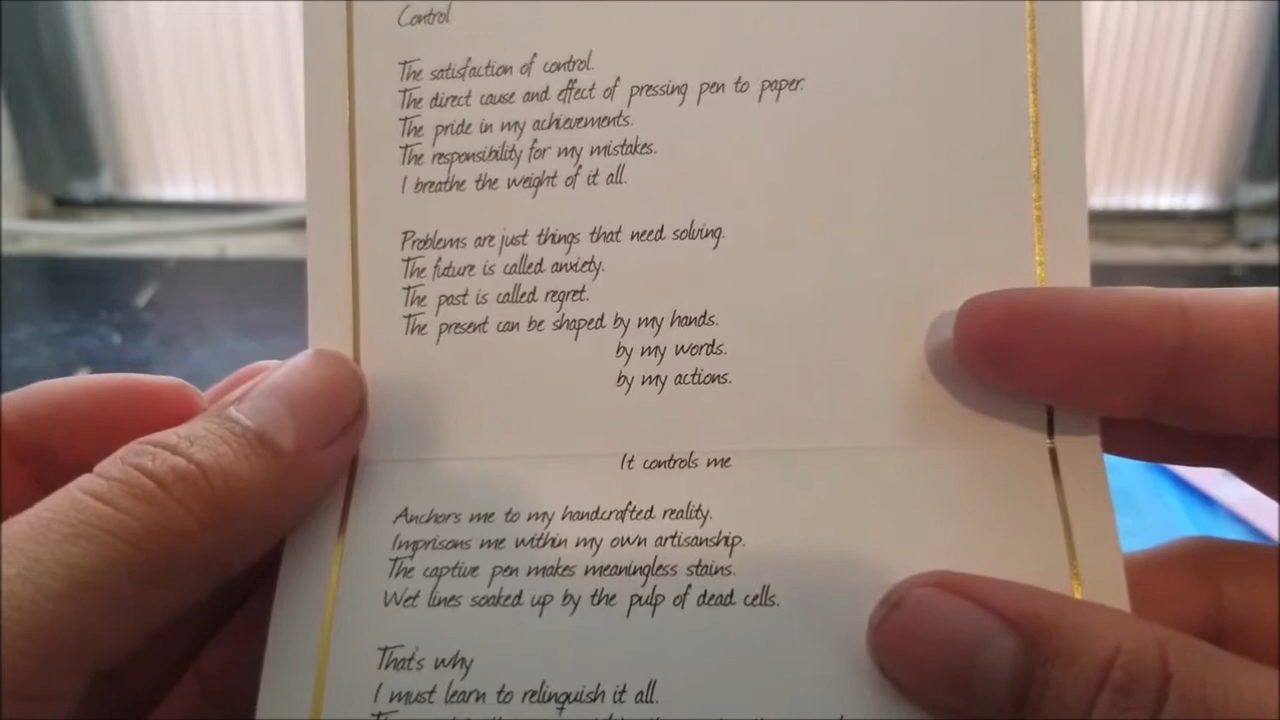 Control
The satisfaction of control.
The direct cause and effect of pressing pen to paper.
The pride in my achievements.
The responsibility for my mistakes.
I breathe the weight of it all.
Problems are just things that need solving.
The future is called anxiety.
The past is called regret.
The present can be shaped by my hands.
by my words.
by my actions.
It controls me
Anchors me to my handcrafted reality.
Imprisons me within my own artisanship.
The captive pen makes meaningless stains.
Wet lines soaked up by the pulp of dead cells.
That's why
I must learn to relinquish it all.